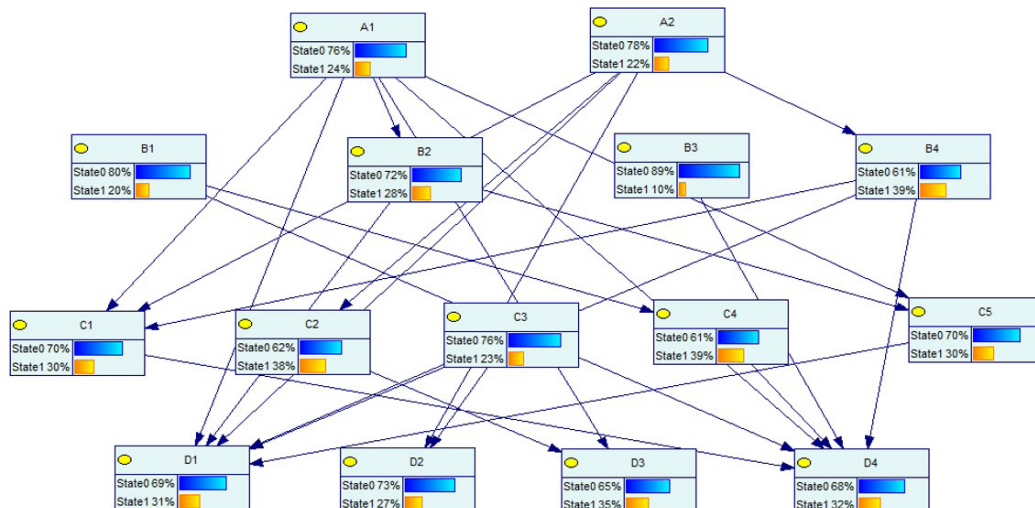 A1
State0 76%
State1 24%
A2
State0 78%
State1 22%
B1
State0 80%
State1 20%
B2
State0 72%
State1 28%
B3
State0 89%
State1 10%
B4
State0 61%
State1 39%
C1
State0 70%
State1 30%
C2
State0 62%
State1 38%
C3
State0 76%
State1 23%
C4
State0 61%
State1 39%
C5
State0 70%
State1 30%
D1
State0 69%
State1 31%
D2
State0 73%
State1 27%
D3
State0 65%
State1 35%
D4
State0 68%
State1 32%